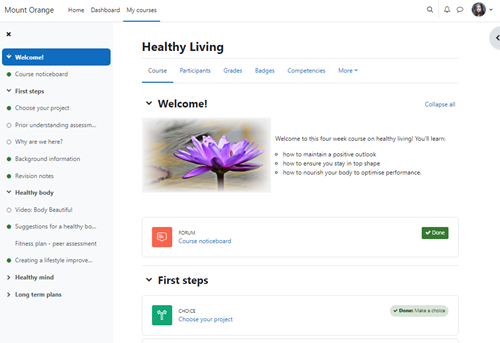 Mount Orange Home Dashboard My courses
Welcome!
Course noticeboard
First steps
Choose your project
Prior understanding assessm...
Why are we here?
Background information
Revision notes
Healthy body
Video: Body Beautiful
Suggestions for a healthy bo...
Fitness plan - peer assessment
Creating a lifestyle improve...
Healthy mind
Long term plans
Healthy Living
Course Participants Grades Badges Competencies More
Welcome!
Collapse all
Welcome to this four week course on healthy living! You'll learn:
how to maintain a positive outlook
how to ensure you stay in top shape
how to nourish your body to optimise performance.
FORUM
Course noticeboard
Done
First steps
CHOICE
Choose your project
Done: Make a choice